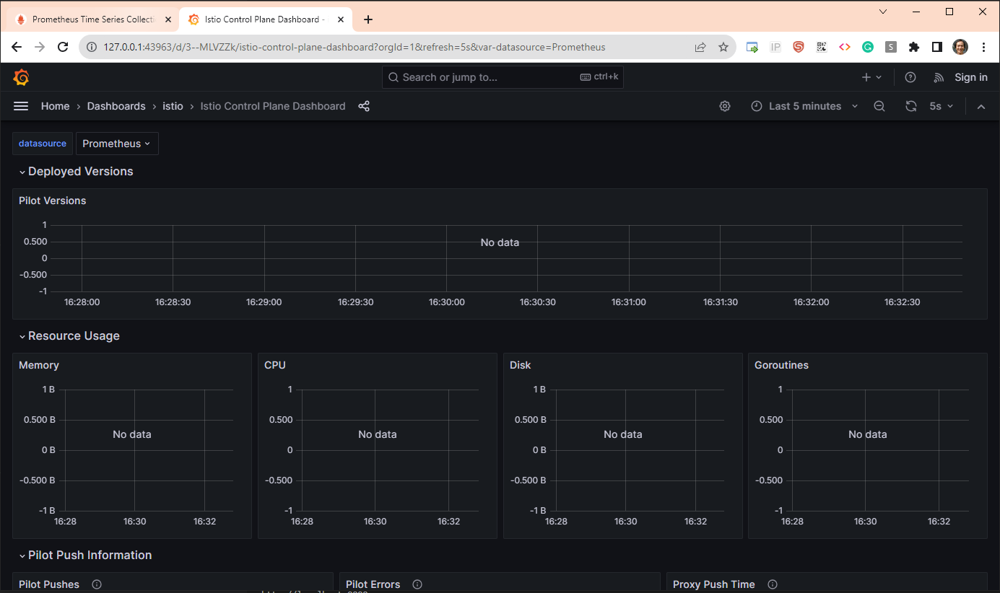 Prometheus Time Series Collecti
Istio Control Plane Dashboard -
127.0.0.1:43963/d/3--MLVZZk/istio-control-plane-dashboard?orgId=1&refresh=5s&var-datasource=Prometheus
IP
S
Search or jump to... ctrl+k
Sign in
Home › Dashboards › istio › Istio Control Plane Dashboard
Last 5 minutes
5s
datasource Prometheus
Deployed Versions
Pilot Versions
1
0.500
0
-0.500
-1
No data
16:28:00 16:28:30 16:29:00 16:29:30 16:30:00 16:30:30 16:31:00 16:31:30 16:32:00 16:32:30
Resource Usage
Memory
1 B
0.500 B
0 B
-0.500 B
-1 B
No data
16:28 16:30 16:32
CPU
1
0.500
0
-0.500
-1
No data
16:28 16:30 16:32
Disk
1 B
0.500 B
0 B
-0.500 B
-1 B
No data
16:28 16:30 16:32
Goroutines
1
0.500
0
-0.500
-1
No data
16:28 16:30 16:32
Pilot Push Information
Pilot Pushes
Pilot Errors
Proxy Push Time